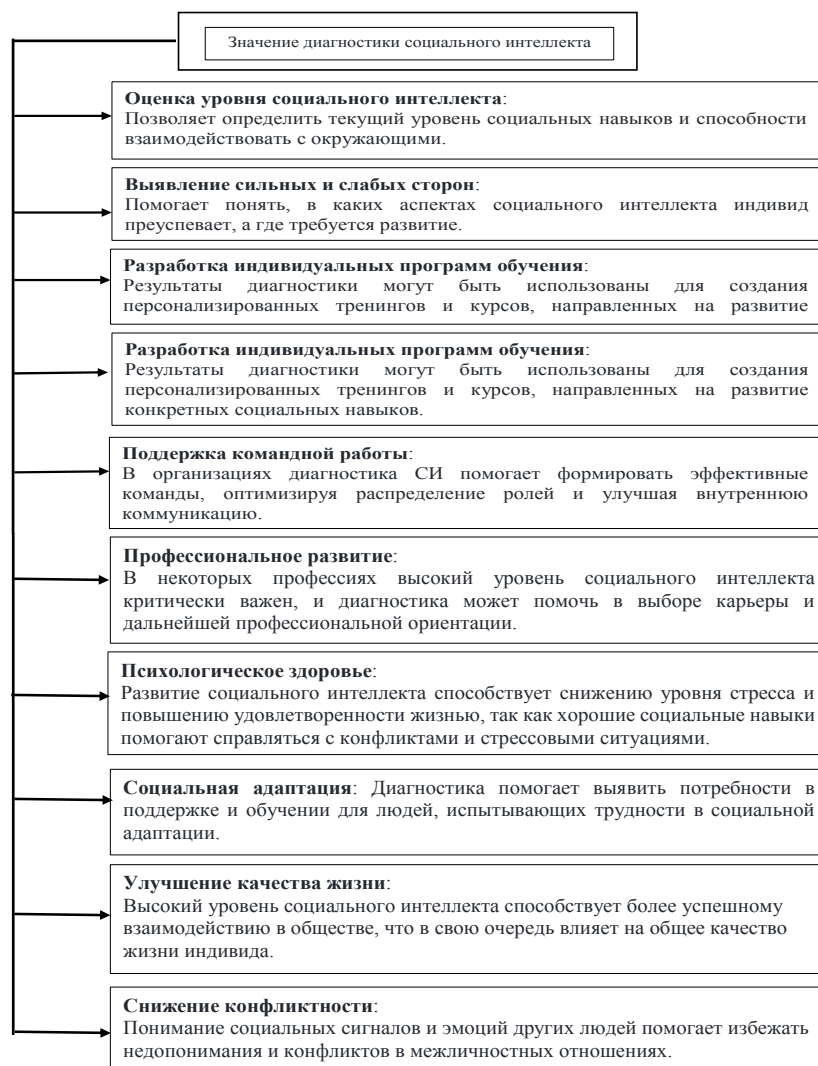 Значение диагностики социального интеллекта
Оценка уровня социального интеллекта:
Позволяет определить текущий уровень социальных навыков и способности
взаимодействовать с окружающими.
Выявление сильных и слабых сторон:
Помогает понять, в каких аспектах социального интеллекта индивид
преуспевает, а где требуется развитие.
Разработка индивидуальных программ обучения:
Результаты диагностики могут быть использованы для создания
персонализированных тренингов и курсов, направленных на развитие
Разработка индивидуальных программ обучения:
Результаты диагностики могут быть использованы для создания
персонализированных тренингов и курсов, направленных на развитие
конкретных социальных навыков.
Поддержка командной работы:
В организациях диагностика СИ помогает формировать эффективные
команды, оптимизируя распределение ролей и улучшая внутреннюю
коммуникацию.
Профессиональное развитие:
В некоторых профессиях высокий уровень социального интеллекта
критически важен, и диагностика может помочь в выборе карьеры и
дальнейшей профессиональной ориентации.
Психологическое здоровье:
Развитие социального интеллекта способствует снижению уровня стресса и
повышению удовлетворенности жизнью, так как хорошие социальные навыки
помогают справляться с конфликтами и стрессовыми ситуациями.
Социальная адаптация: Диагностика помогает выявить потребности в
поддержке и обучении для людей, испытывающих трудности в социальной
адаптации.
Улучшение качества жизни:
Высокий уровень социального интеллекта способствует более успешному
взаимодействию в обществе, что в свою очередь влияет на общее качество
жизни индивида.
Снижение конфликтности:
Понимание социальных сигналов и эмоций других людей помогает избежать
недопонимания и конфликтов в межличностных отношениях.